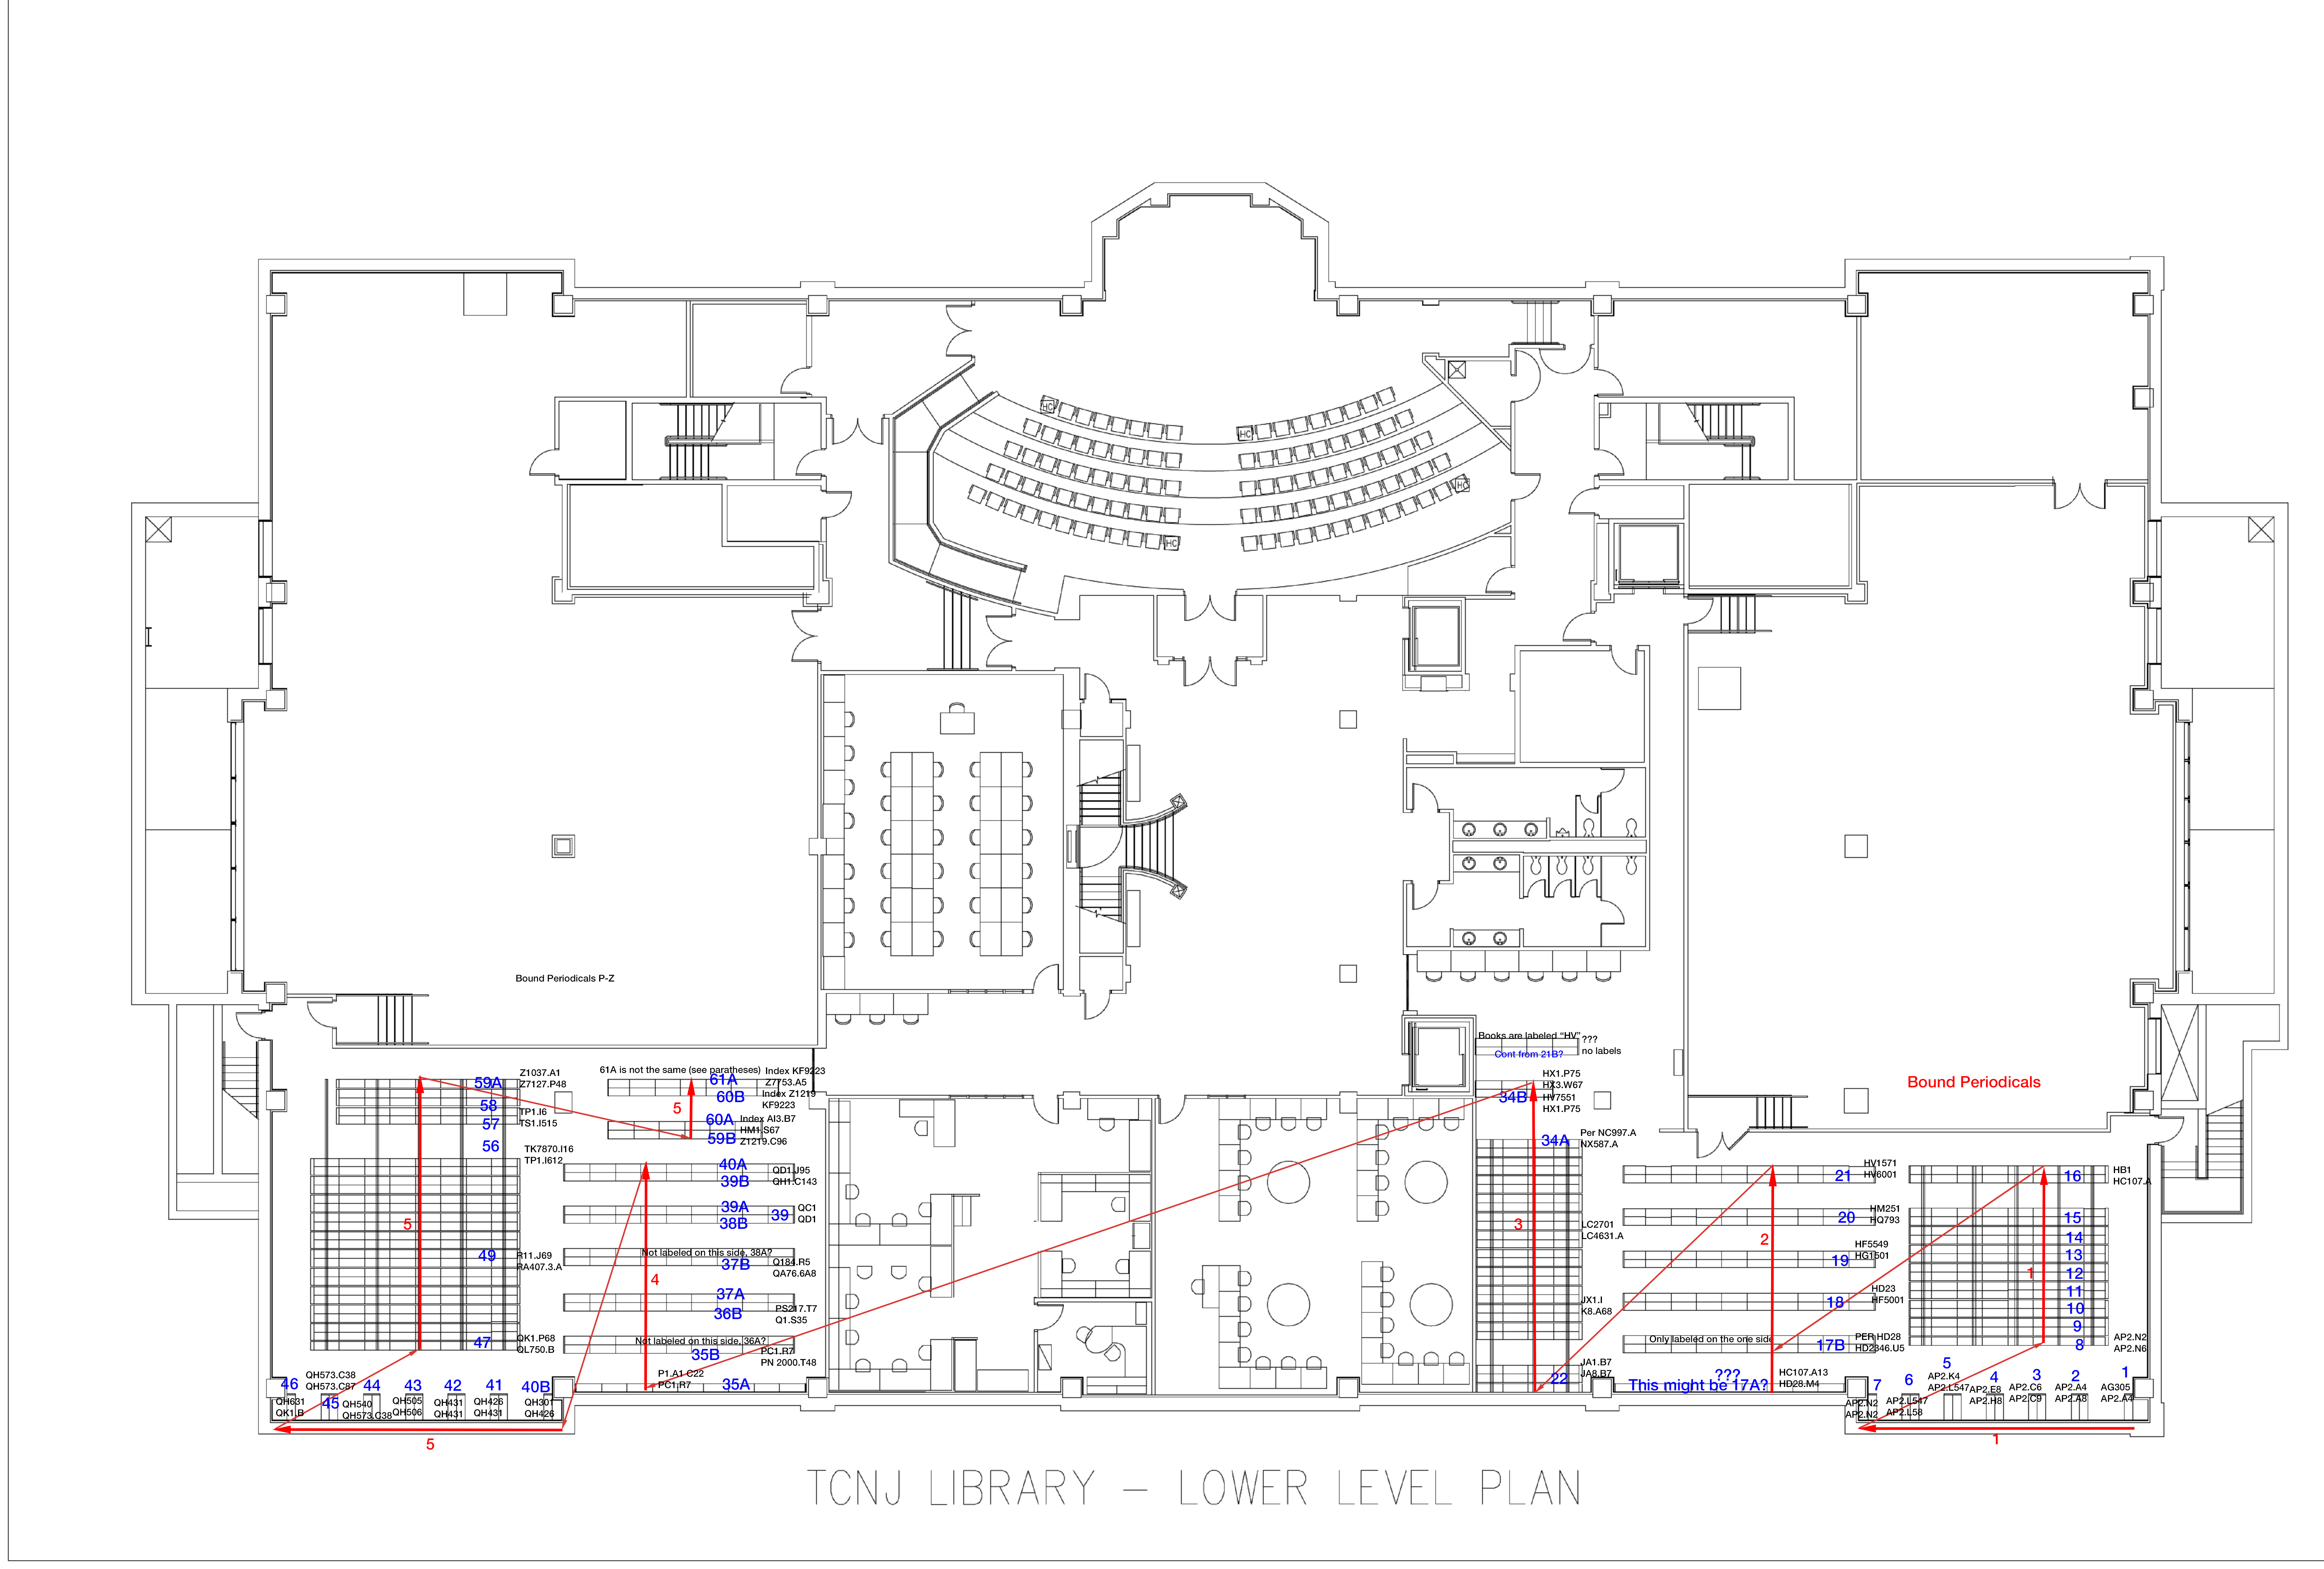 HC
HC
HC
HC
Bound Periodicals P-Z
Books are labeled “HV”
???
no labels
Cont from 21B?
59A
Z1037.A1
Z7127.P48
58
57
TP1.I6
TS1.I515
56
TK7870.I16
TP1.I612
61A is not the same (see paratheses)
61A
Index KF9223
Z7753.A5
60B
Index Z1219
KF9223
5
60A
Index AI3.B7
HM1.S67
59B
Z1219.C96
40A
QD1.J95
39B
QH1.C143
39A
39
QC1
QD1
38B
5
Not labeled on this side, 38A?
49
R11.J69
RA407.3.A
37B
Q184.R5
QA76.6A8
4
37A
36B
PS217.T7
Q1.S35
47
QK1.P68
QL750.B
Not labeled on this side, 36A?
35B
PC1.R7
PN 2000.T48
P1.A1 C22
PC1.R7
35A
46
QH573.C38
QH573.C87
44
43
42
41
40B
QH631
QK1.B
45
QH540
QH573.C38
QH505
QH506
QH431
QH431
QH426
QH431
QH301
QH426
5
HX1.P75
HX3.W67
34B
HV7551
HX1.P75
34A
Per NC997.A
NX587.A
3
LC2701
LC4631.A
JX1.I
K8.A68
22
JA1.B7
JA8.B7
Bound Periodicals
21
HV1571
HV6001
16
HB1
HC107.A
20
HM251
HQ793
15
2
14
19
HF5549
HG1501
13
1
12
11
18
HD23
HF5001
10
9
Only labeled on the one side
17B
PER HD28
HD2346.U5
8
AP2.N2
AP2.N6
???
This might be 17A?
HC107.A13
HD28.M4
7
6
5
4
3
2
1
AP2.N2
AP2.N2
AP2.L547
AP2.L58
AP2.K4
AP2.L547
AP2.E8
AP2.H8
AP2.C6
AP2.C9
AP2.A4
AP2.A8
AG305
AP2.A4
1
TCNJ LIBRARY – LOWER LEVEL PLAN